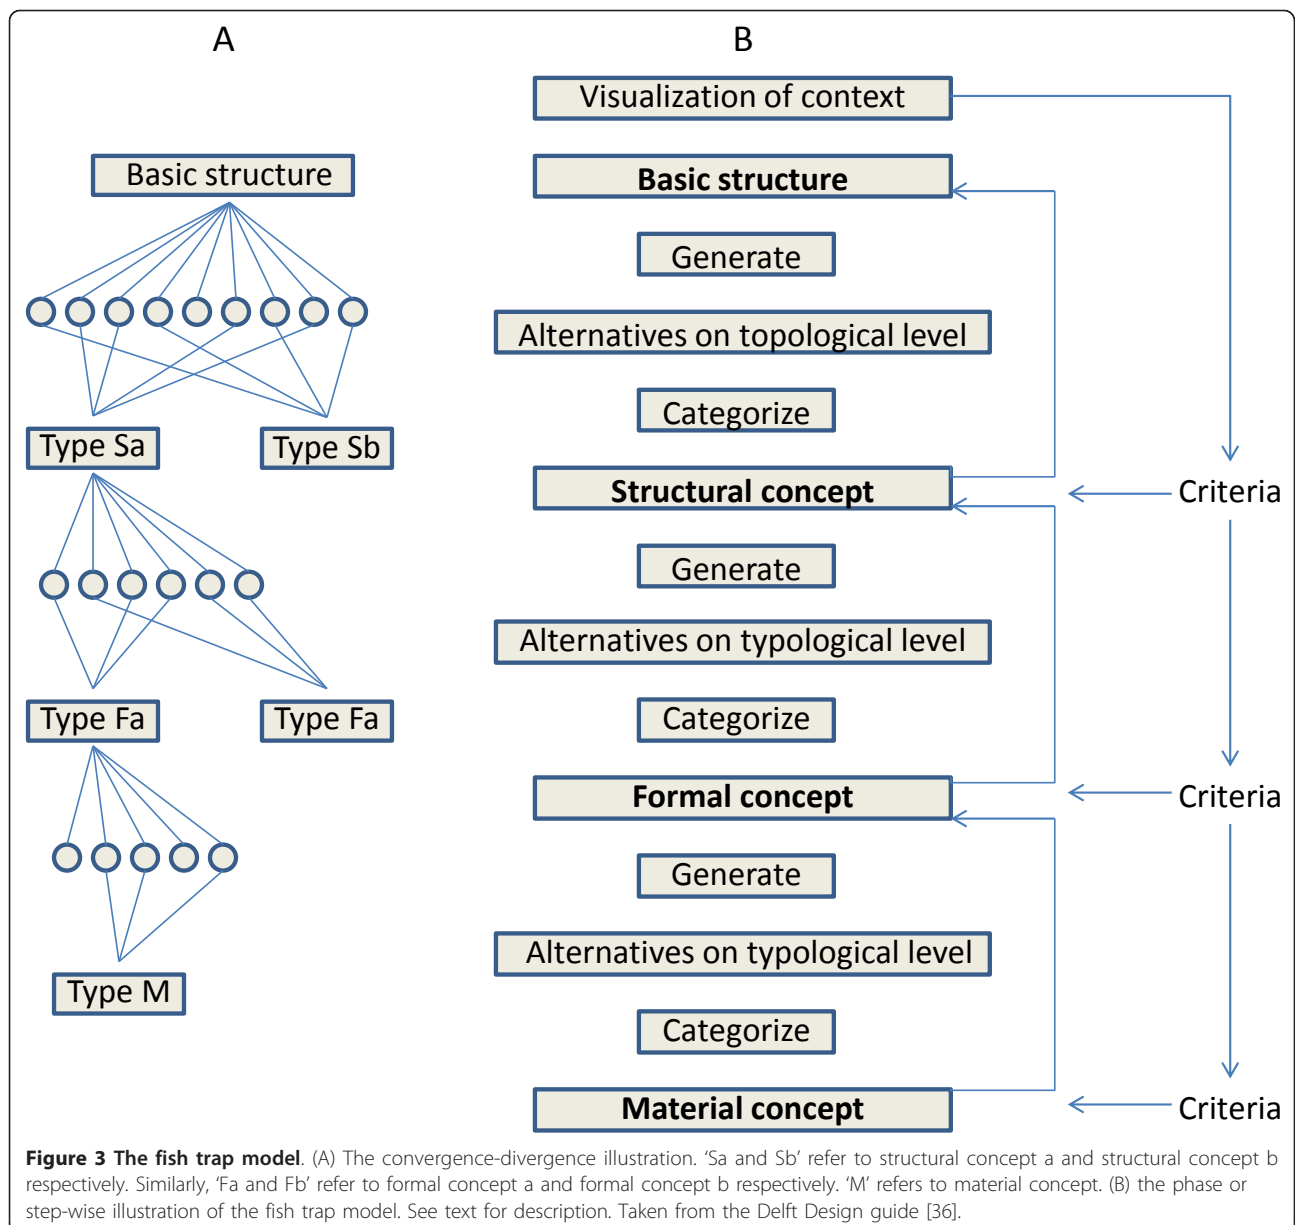 A
Basic structure
Type Sa
Type Sb
Type Fa
Type Fa
Type M
B
Visualization of context
Basic structure
Generate
Alternatives on topological level
Categorize
Structural concept
Criteria
Generate
Alternatives on typological level
Categorize
Formal concept
Criteria
Generate
Alternatives on typological level
Categorize
Material concept
Criteria
Figure 3 The fish trap model. (A) The convergence-divergence illustration. ‘Sa and Sb’ refer to structural concept a and structural concept b
respectively. Similarly, ‘Fa and Fb’ refer to formal concept a and formal concept b respectively. ‘M’ refers to material concept. (B) the phase or
step-wise illustration of the fish trap model. See text for description. Taken from the Delft Design guide [36].